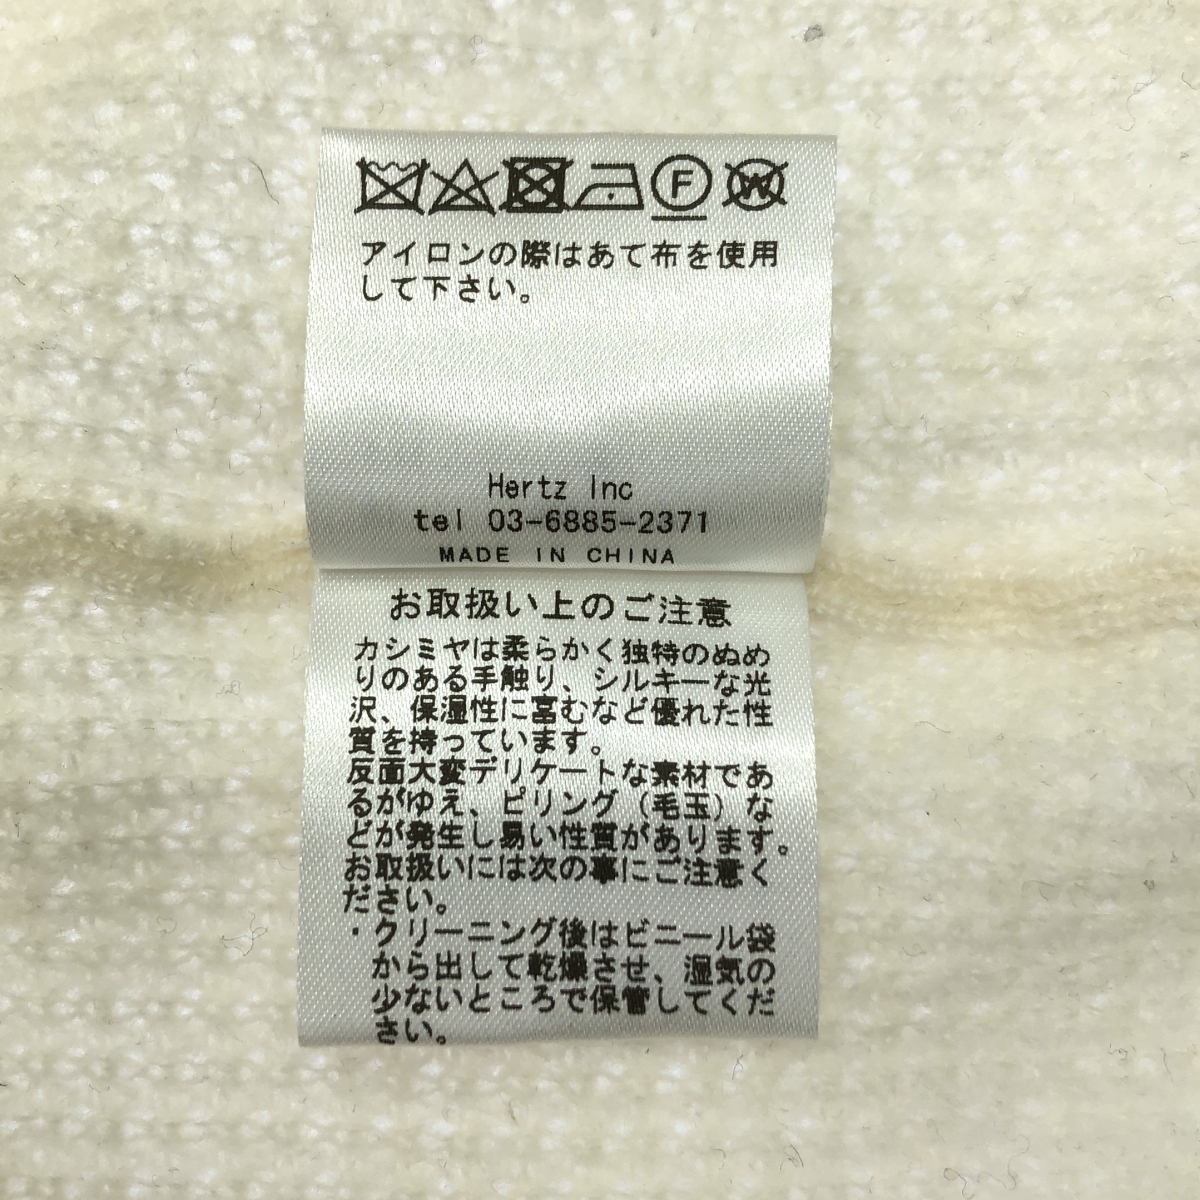 F W
アイロンの際はあて布を使用
して下さい。
Hertz Inc
tel 03-6885-2371
MADE IN CHINA
お取扱い上のご注意
カシミヤは柔らかく独特のぬめ
りのある手触り、シルキーな光
沢、保湿性に富むなど優れた性
質を持っています。
反面大変デリケートな素材であ
るがゆえ、ピリング(毛玉)な
どが発生し易い性質があります。
お取扱いには次の事にご注意く
ださい。
・クリーニング後はビニール袋
から出して乾燥させ、湿気の
少ないところで保管してくだ
さい。